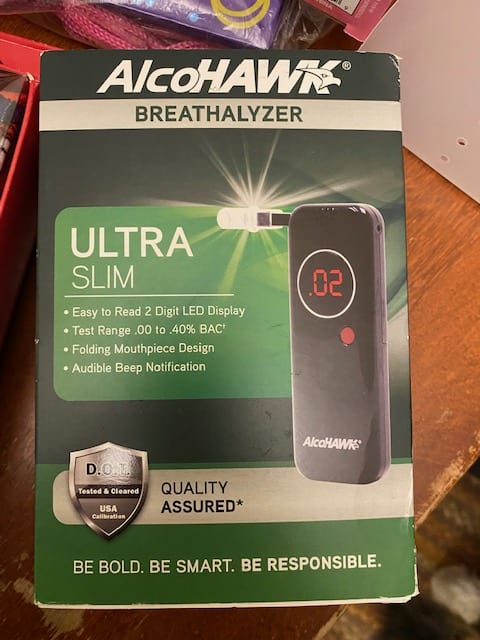 ALCOHAWK®
BREATHALYZER
ULTRA
SLIM
• Easy to Read 2 Digit LED Display
• Test Range .00 to .40% BAC†
• Folding Mouthpiece Design
• Audible Beep Notification
.02
ALCOHAWK®
D.O.T.
Tested & Cleared
USA
Calibration
QUALITY
ASSURED*
BE BOLD. BE SMART. BE RESPONSIBLE.